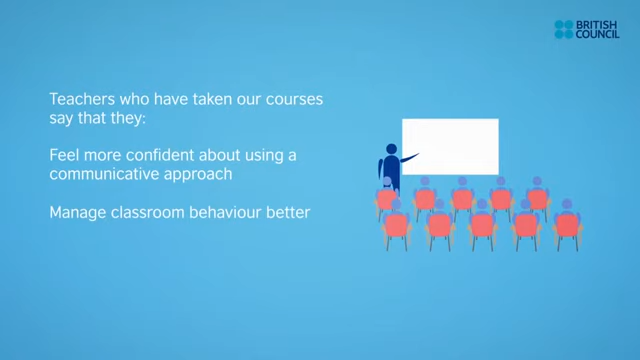 BRITISH
COUNCIL
Teachers who have taken our courses
say that they:
Feel more confident about using a
communicative approach
Manage classroom behaviour better